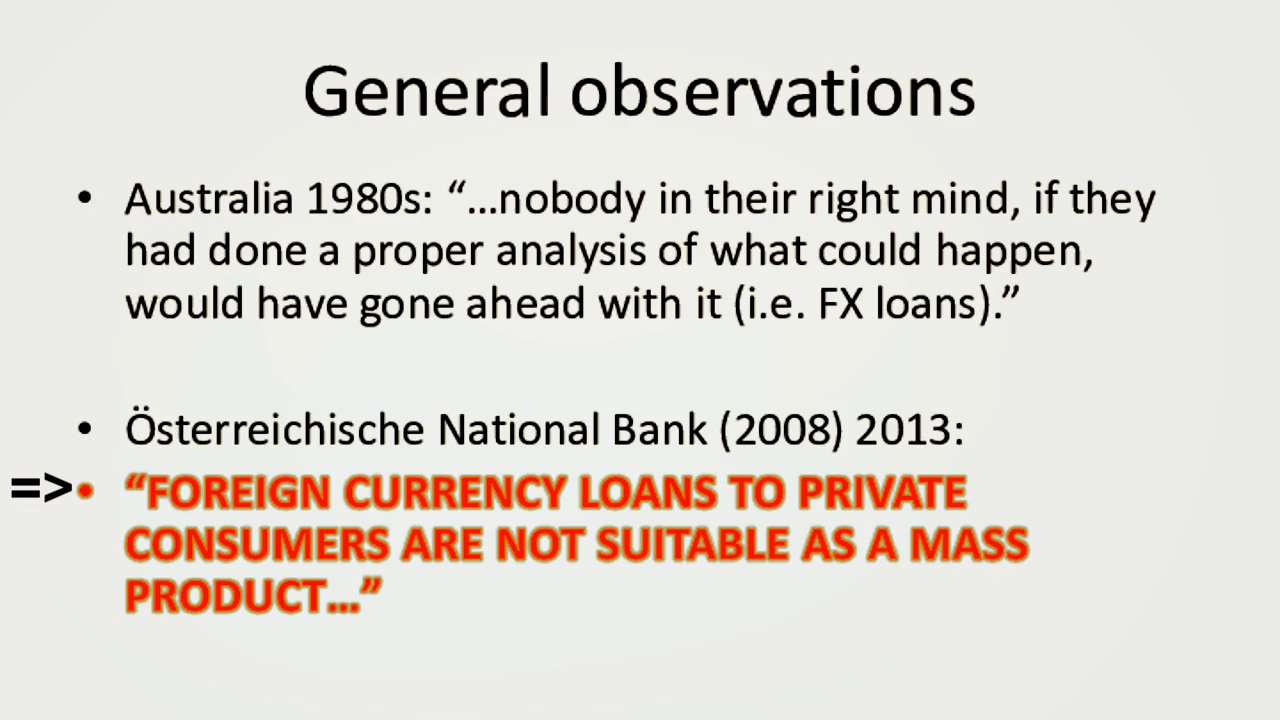 General observations
• Australia 1980s: “...nobody in their right mind, if they
had done a proper analysis of what could happen,
would have gone ahead with it (i.e. FX loans).”
• Österreichische National Bank (2008) 2013:
=>• “FOREIGN CURRENCY LOANS TO PRIVATE
CONSUMERS ARE NOT SUITABLE AS A MASS
PRODUCT...”